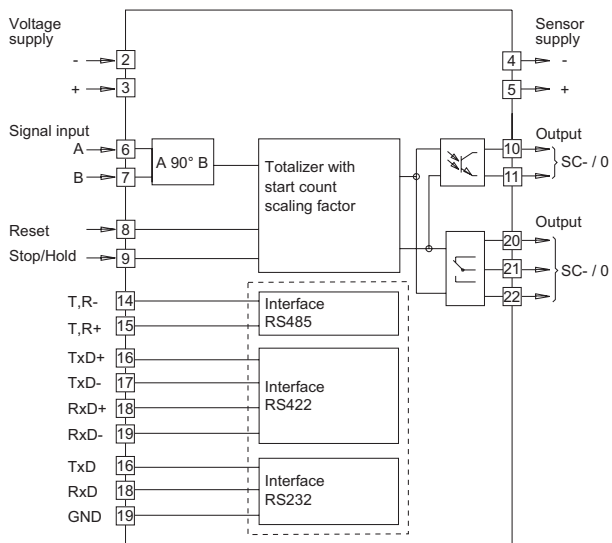 Voltage
supply
- 2
+ 3
Sensor
supply
4 -
5 +
Signal input
A 6
B 7
A 90° B
Totalizer with
start count
scaling factor
10 Output
11 SC- / 0
Reset 8
Stop/Hold 9
Output
20
21 SC- / 0
22
T,R- 14
T,R+ 15
Interface
RS485
TxD+ 16
TxD- 17
RxD+ 18
RxD- 19
Interface
RS422
TxD 16
RxD 18
GND 19
Interface
RS232